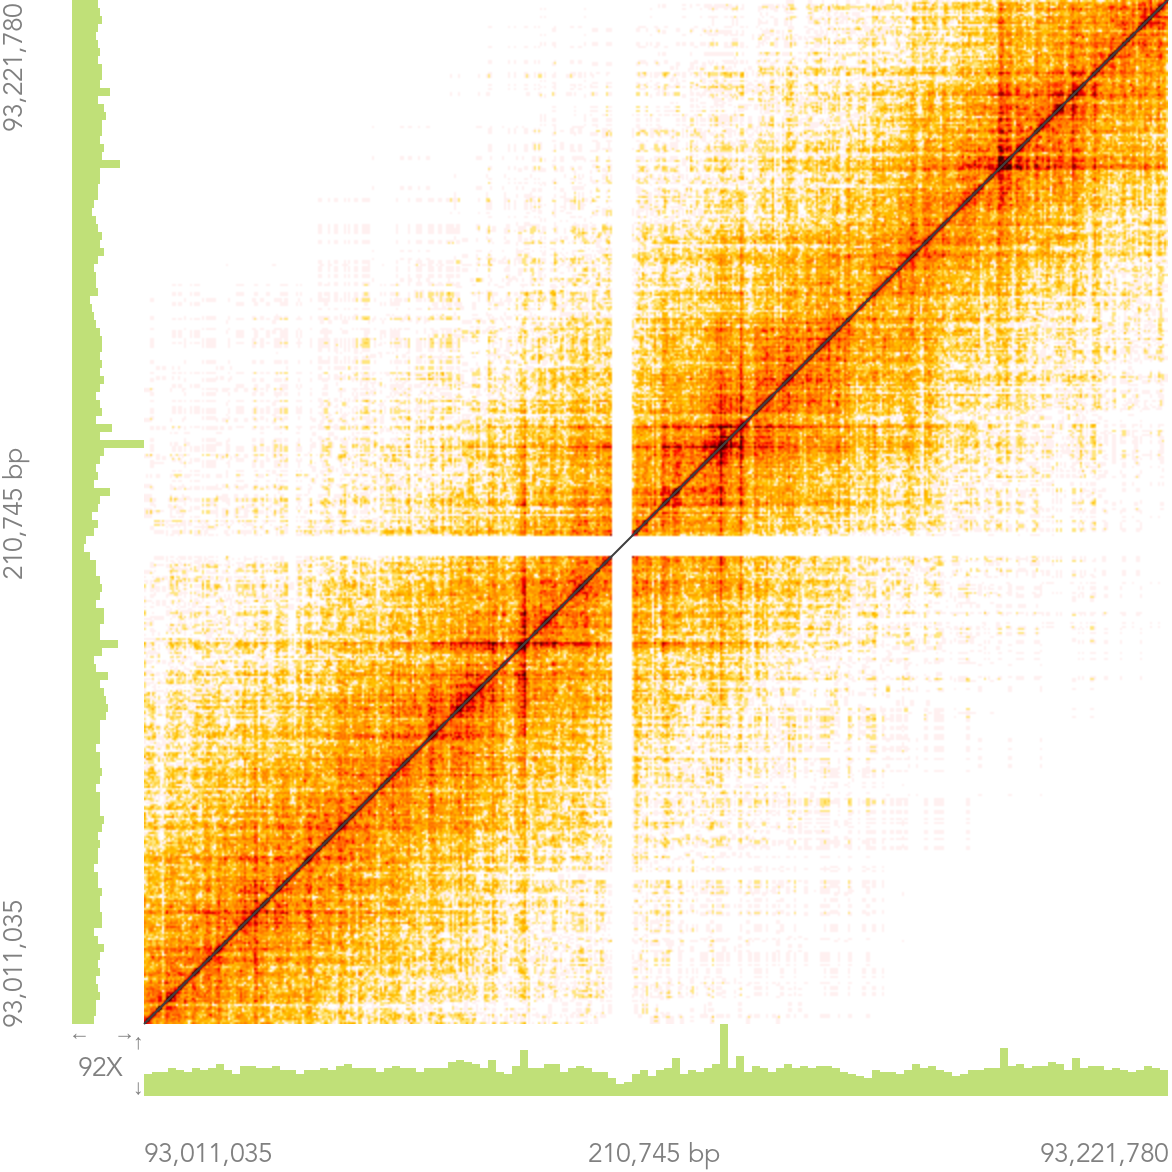 93,221,780
210,745 bp
93,011,035
← →
↑
92X
↓
93,011,035 210,745 bp 93,221,780